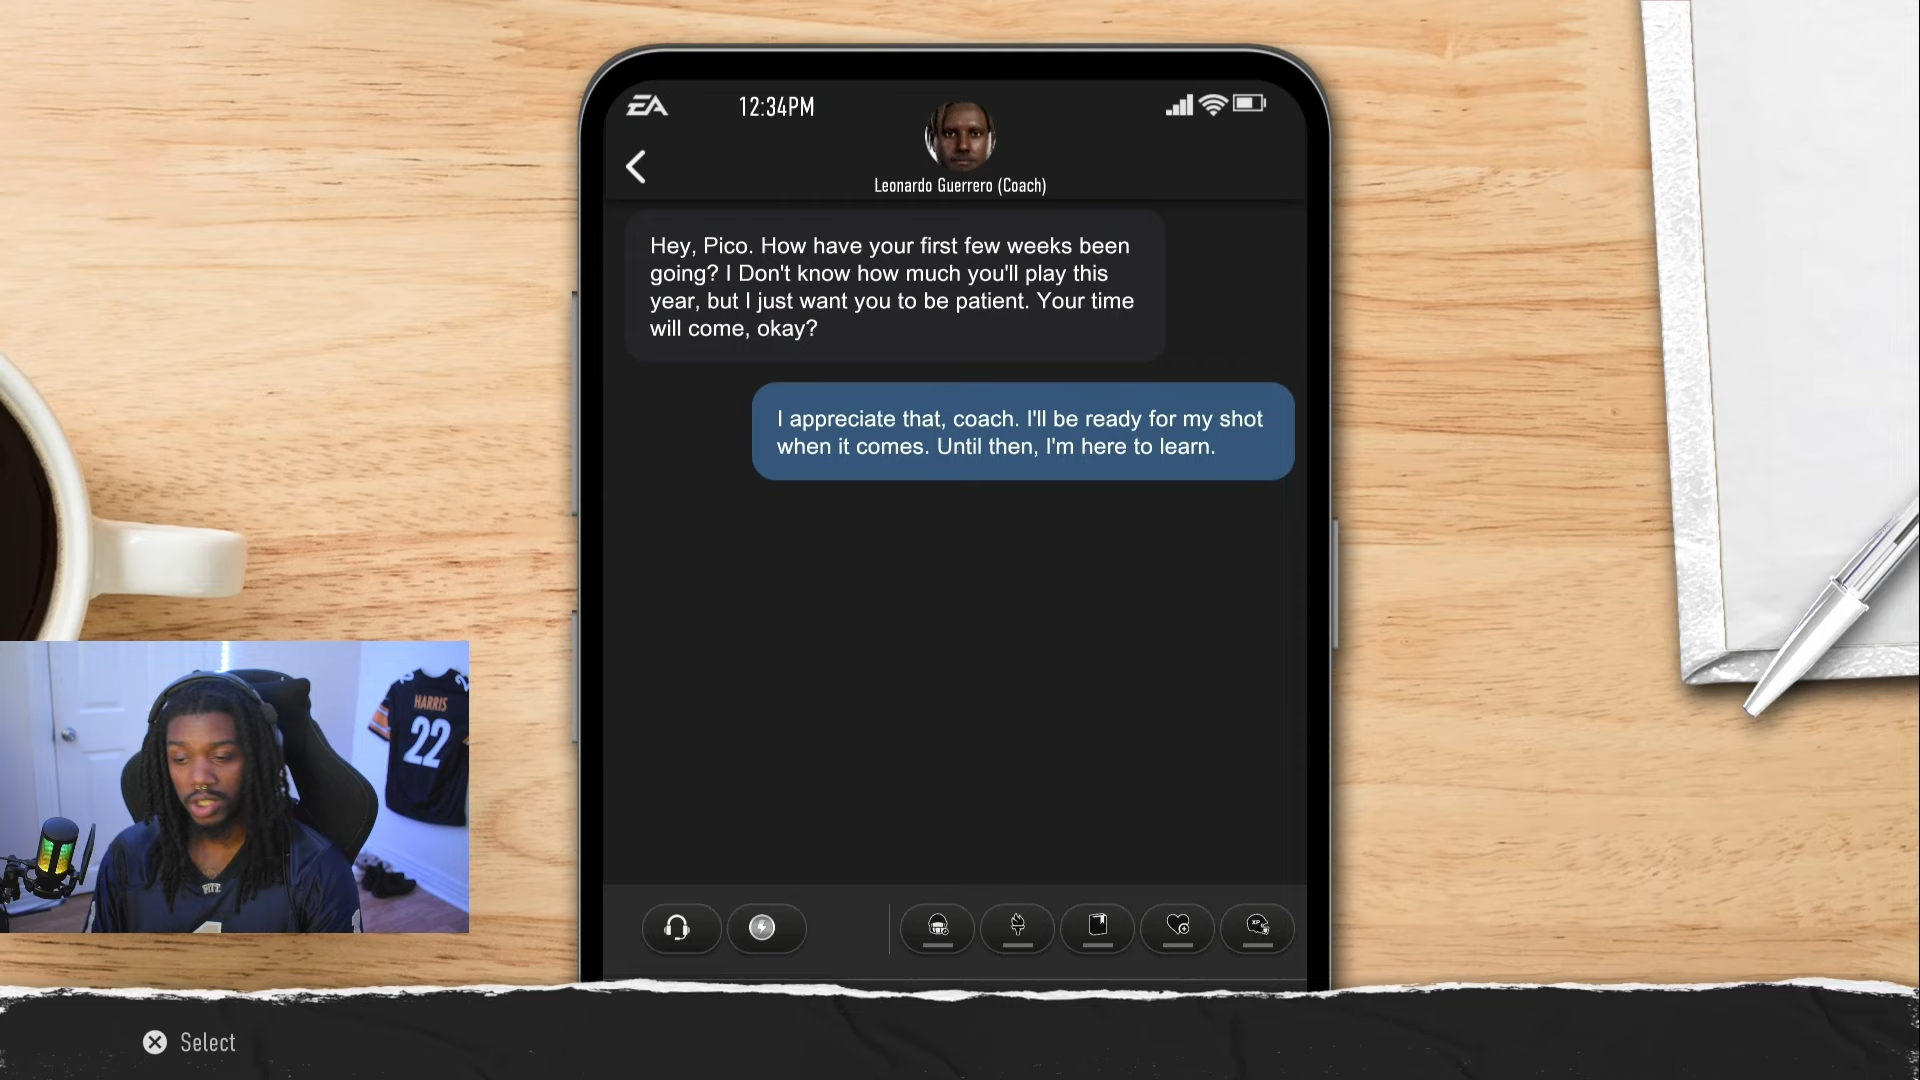 EA
12:34PM
Leonardo Guerrero (Coach)
Hey, Pico. How have your first few weeks been
going? I Don't know how much you'll play this
year, but I just want you to be patient. Your time
will come, okay?
I appreciate that, coach. I'll be ready for my shot
when it comes. Until then, I'm here to learn.
XP
HARRIS
22
PITT
Select